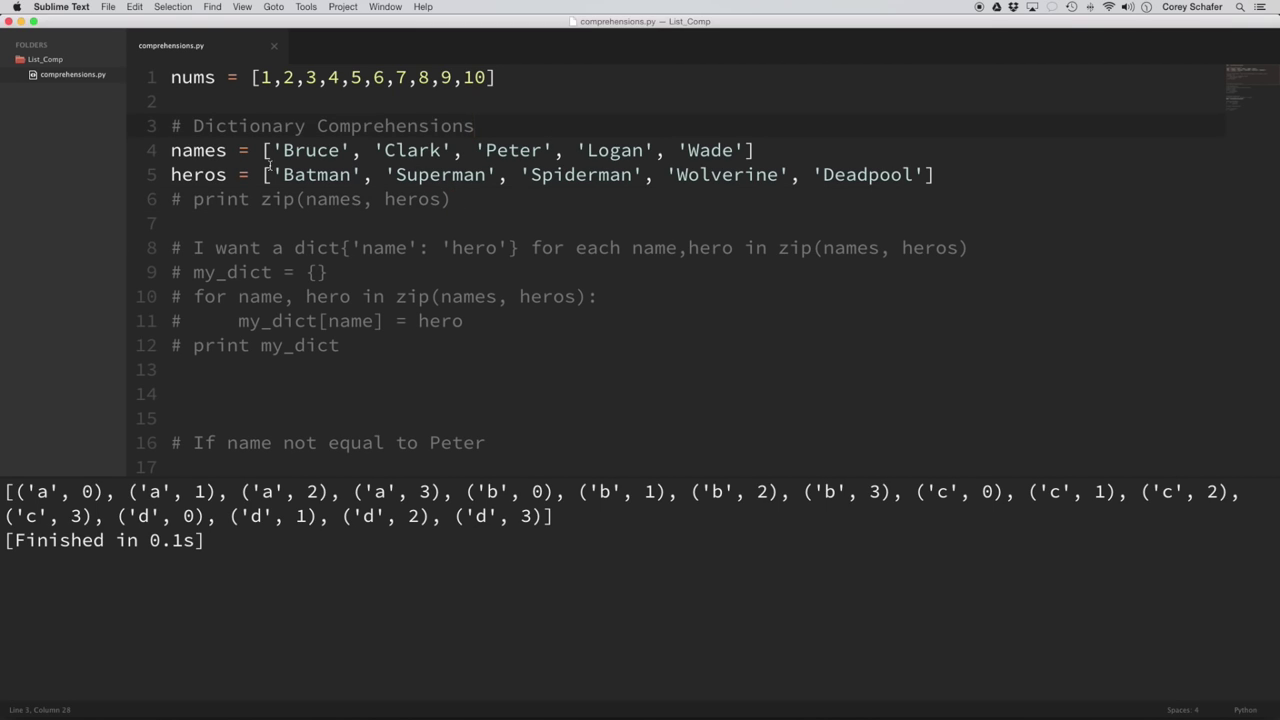 Sublime Text File Edit Selection Find View Goto Tools Project Window Help Corey Schafer
comprehensions.py — List_Comp
FOLDERS
List_Comp
comprehensions.py
comprehensions.py
1 nums = [1,2,3,4,5,6,7,8,9,10]
2
3 # Dictionary Comprehensions
4 names = ['Bruce', 'Clark', 'Peter', 'Logan', 'Wade']
5 heros = ['Batman', 'Superman', 'Spiderman', 'Wolverine', 'Deadpool']
6 # print zip(names, heros)
7
8 # I want a dict{'name': 'hero'} for each name,hero in zip(names, heros)
9 # my_dict = {}
10 # for name, hero in zip(names, heros):
11 #     my_dict[name] = hero
12 # print my_dict
13
14
15
16 # If name not equal to Peter
17
[('a', 0), ('a', 1), ('a', 2), ('a', 3), ('b', 0), ('b', 1), ('b', 2), ('b', 3), ('c', 0), ('c', 1), ('c', 2),
('c', 3), ('d', 0), ('d', 1), ('d', 2), ('d', 3)]
[Finished in 0.1s]
Line 3, Column 28 Spaces: 4 Python